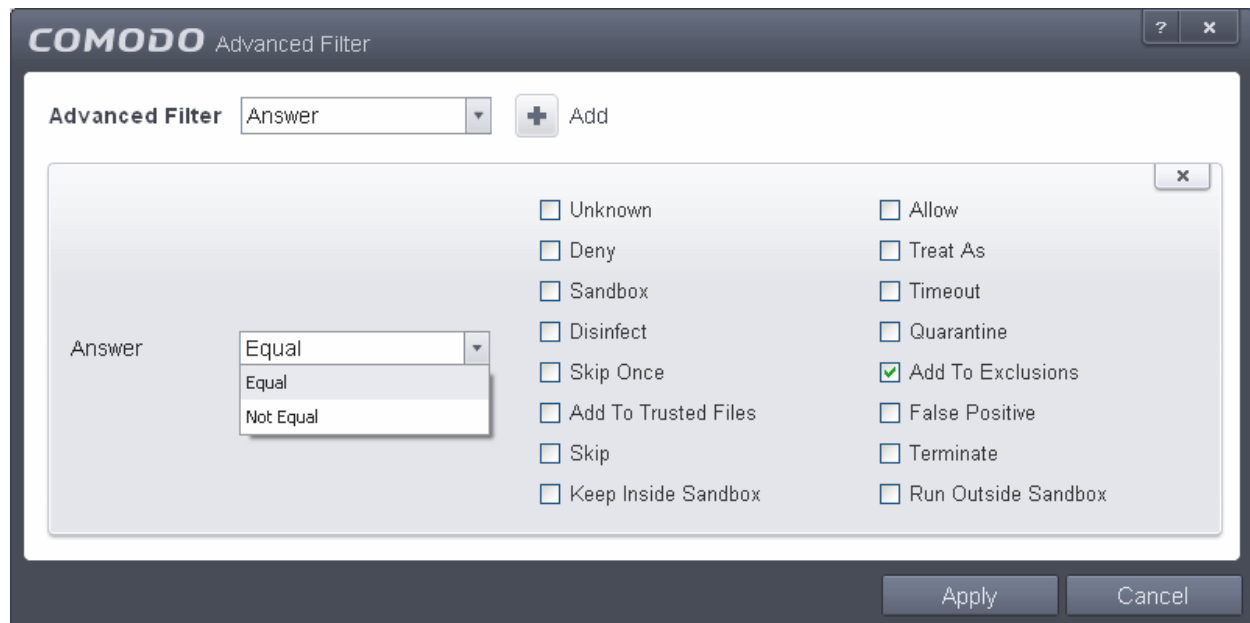 COMODO Advanced Filter ? x
Advanced Filter Answer + Add
x
Unknown Allow
Deny Treat As
Sandbox Timeout
Disinfect Quarantine
Answer Equal
Skip Once Add To Exclusions
Equal
Not Equal
Add To Trusted Files False Positive
Skip Terminate
Keep Inside Sandbox Run Outside Sandbox
Apply Cancel